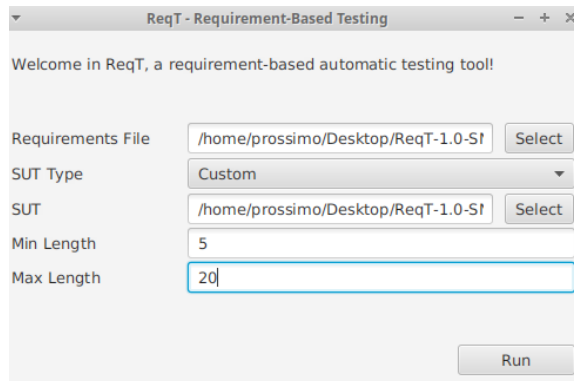 ReqT - Requirement-Based Testing
Welcome in ReqT, a requirement-based automatic testing tool!
Requirements File /home/prossimo/Desktop/ReqT-1.0-SN Select
SUT Type Custom
SUT /home/prossimo/Desktop/ReqT-1.0-SN Select
Min Length 5
Max Length 20
Run